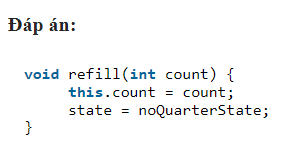 Đáp án:
void refill(int count) {
     this.count = count;
     state = noQuarterState;
}